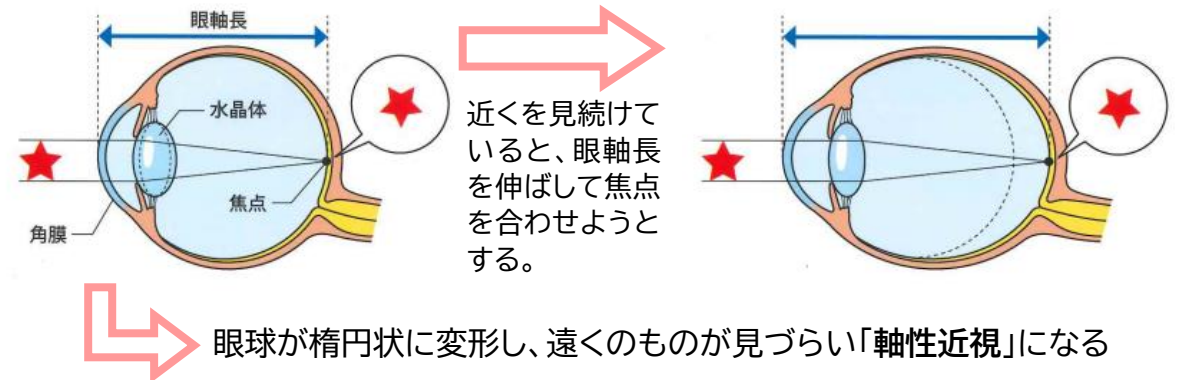 眼軸長
水晶体
焦点
角膜
近くを見続けて
いると、眼軸長
を伸ばして焦点
を合わせようと
する。
眼球が楕円状に変形し、遠くのものが見づらい「軸性近視」になる